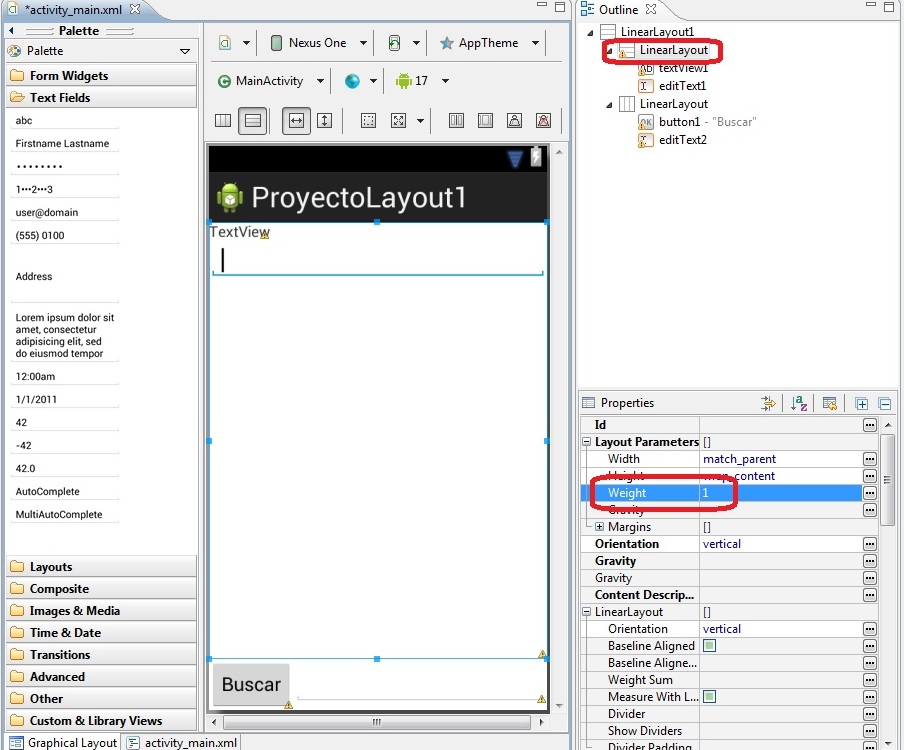 *activity_main.xml
Palette
Palette
Form Widgets
Text Fields
abc
Firstname Lastname
••••••••
1•••2•••3
user@domain
(555) 0100
Address
Lorem ipsum dolor sit
amet, consectetur
adipisicing elit, sed
do eiusmod tempor
12:00am
1/1/2011
42
-42
42.0
AutoComplete
MultiAutoComplete
Layouts
Composite
Images & Media
Time & Date
Transitions
Advanced
Other
Custom & Library Views
Graphical Layout
activity_main.xml
Nexus One
AppTheme
MainActivity
17
ProyectoLayout1
TextView
Buscar
Outline
LinearLayout1
LinearLayout
textView1
editText1
LinearLayout
button1 - "Buscar"
editText2
Properties
Id
Layout Parameters []
Width match_parent
Height wrap_content
Weight 1
Gravity
Margins []
Orientation vertical
Gravity
Gravity
Content Descrip...
LinearLayout []
Orientation vertical
Baseline Aligned
Baseline Aligne...
Weight Sum
Measure With L...
Divider
Show Dividers
Divider Padding